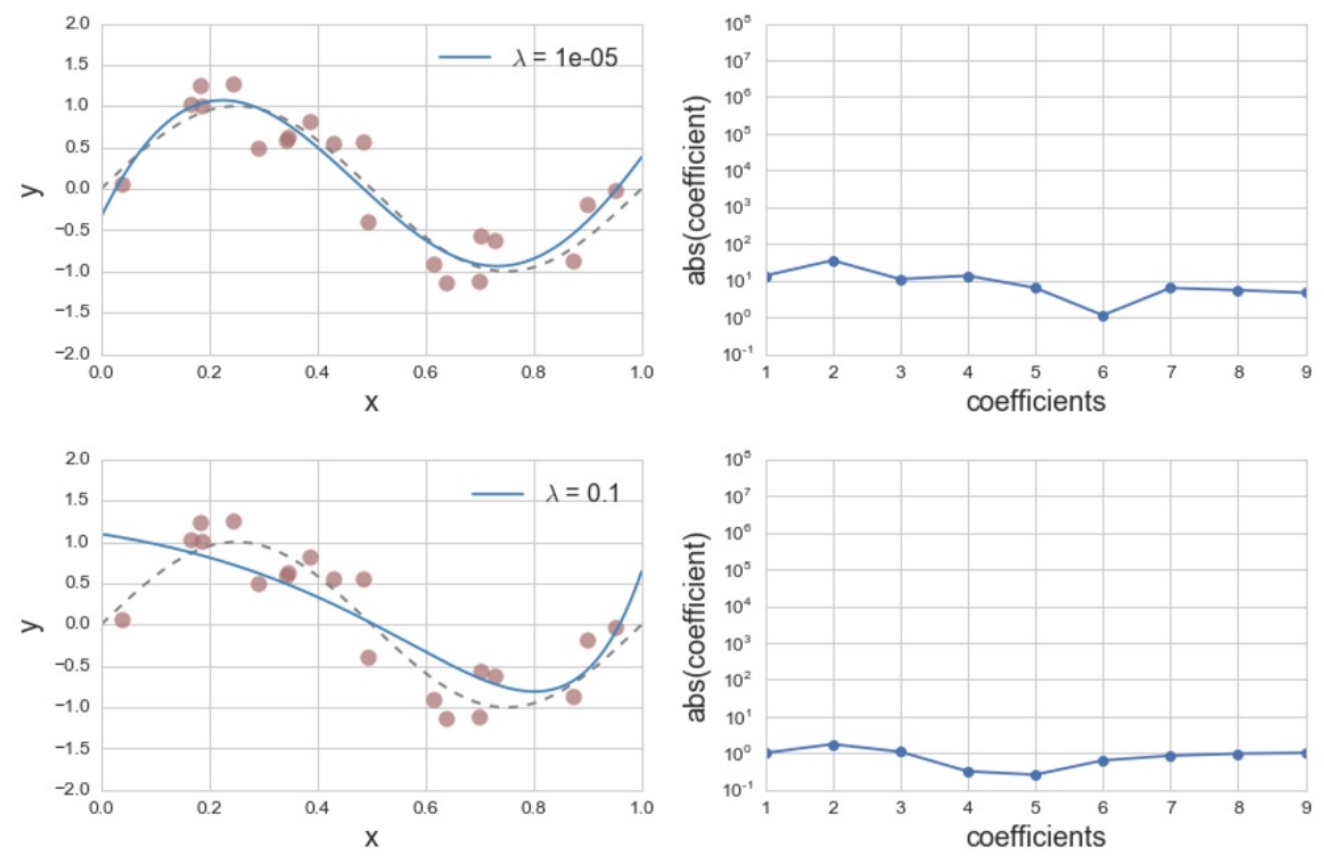 2.0
1.5
1.0
0.5
0.0
−0.5
−1.0
−1.5
−2.0
y
0.0 0.2 0.4 0.6 0.8 1.0
x
λ = 1e-05
10⁸
10⁷
10⁶
10⁵
10⁴
10³
10²
10¹
10⁰
10⁻¹
abs(coefficient)
1 2 3 4 5 6 7 8 9
coefficients
2.0
1.5
1.0
0.5
0.0
−0.5
−1.0
−1.5
−2.0
y
0.0 0.2 0.4 0.6 0.8 1.0
x
λ = 0.1
10⁸
10⁷
10⁶
10⁵
10⁴
10³
10²
10¹
10⁰
10⁻¹
abs(coefficient)
1 2 3 4 5 6 7 8 9
coefficients